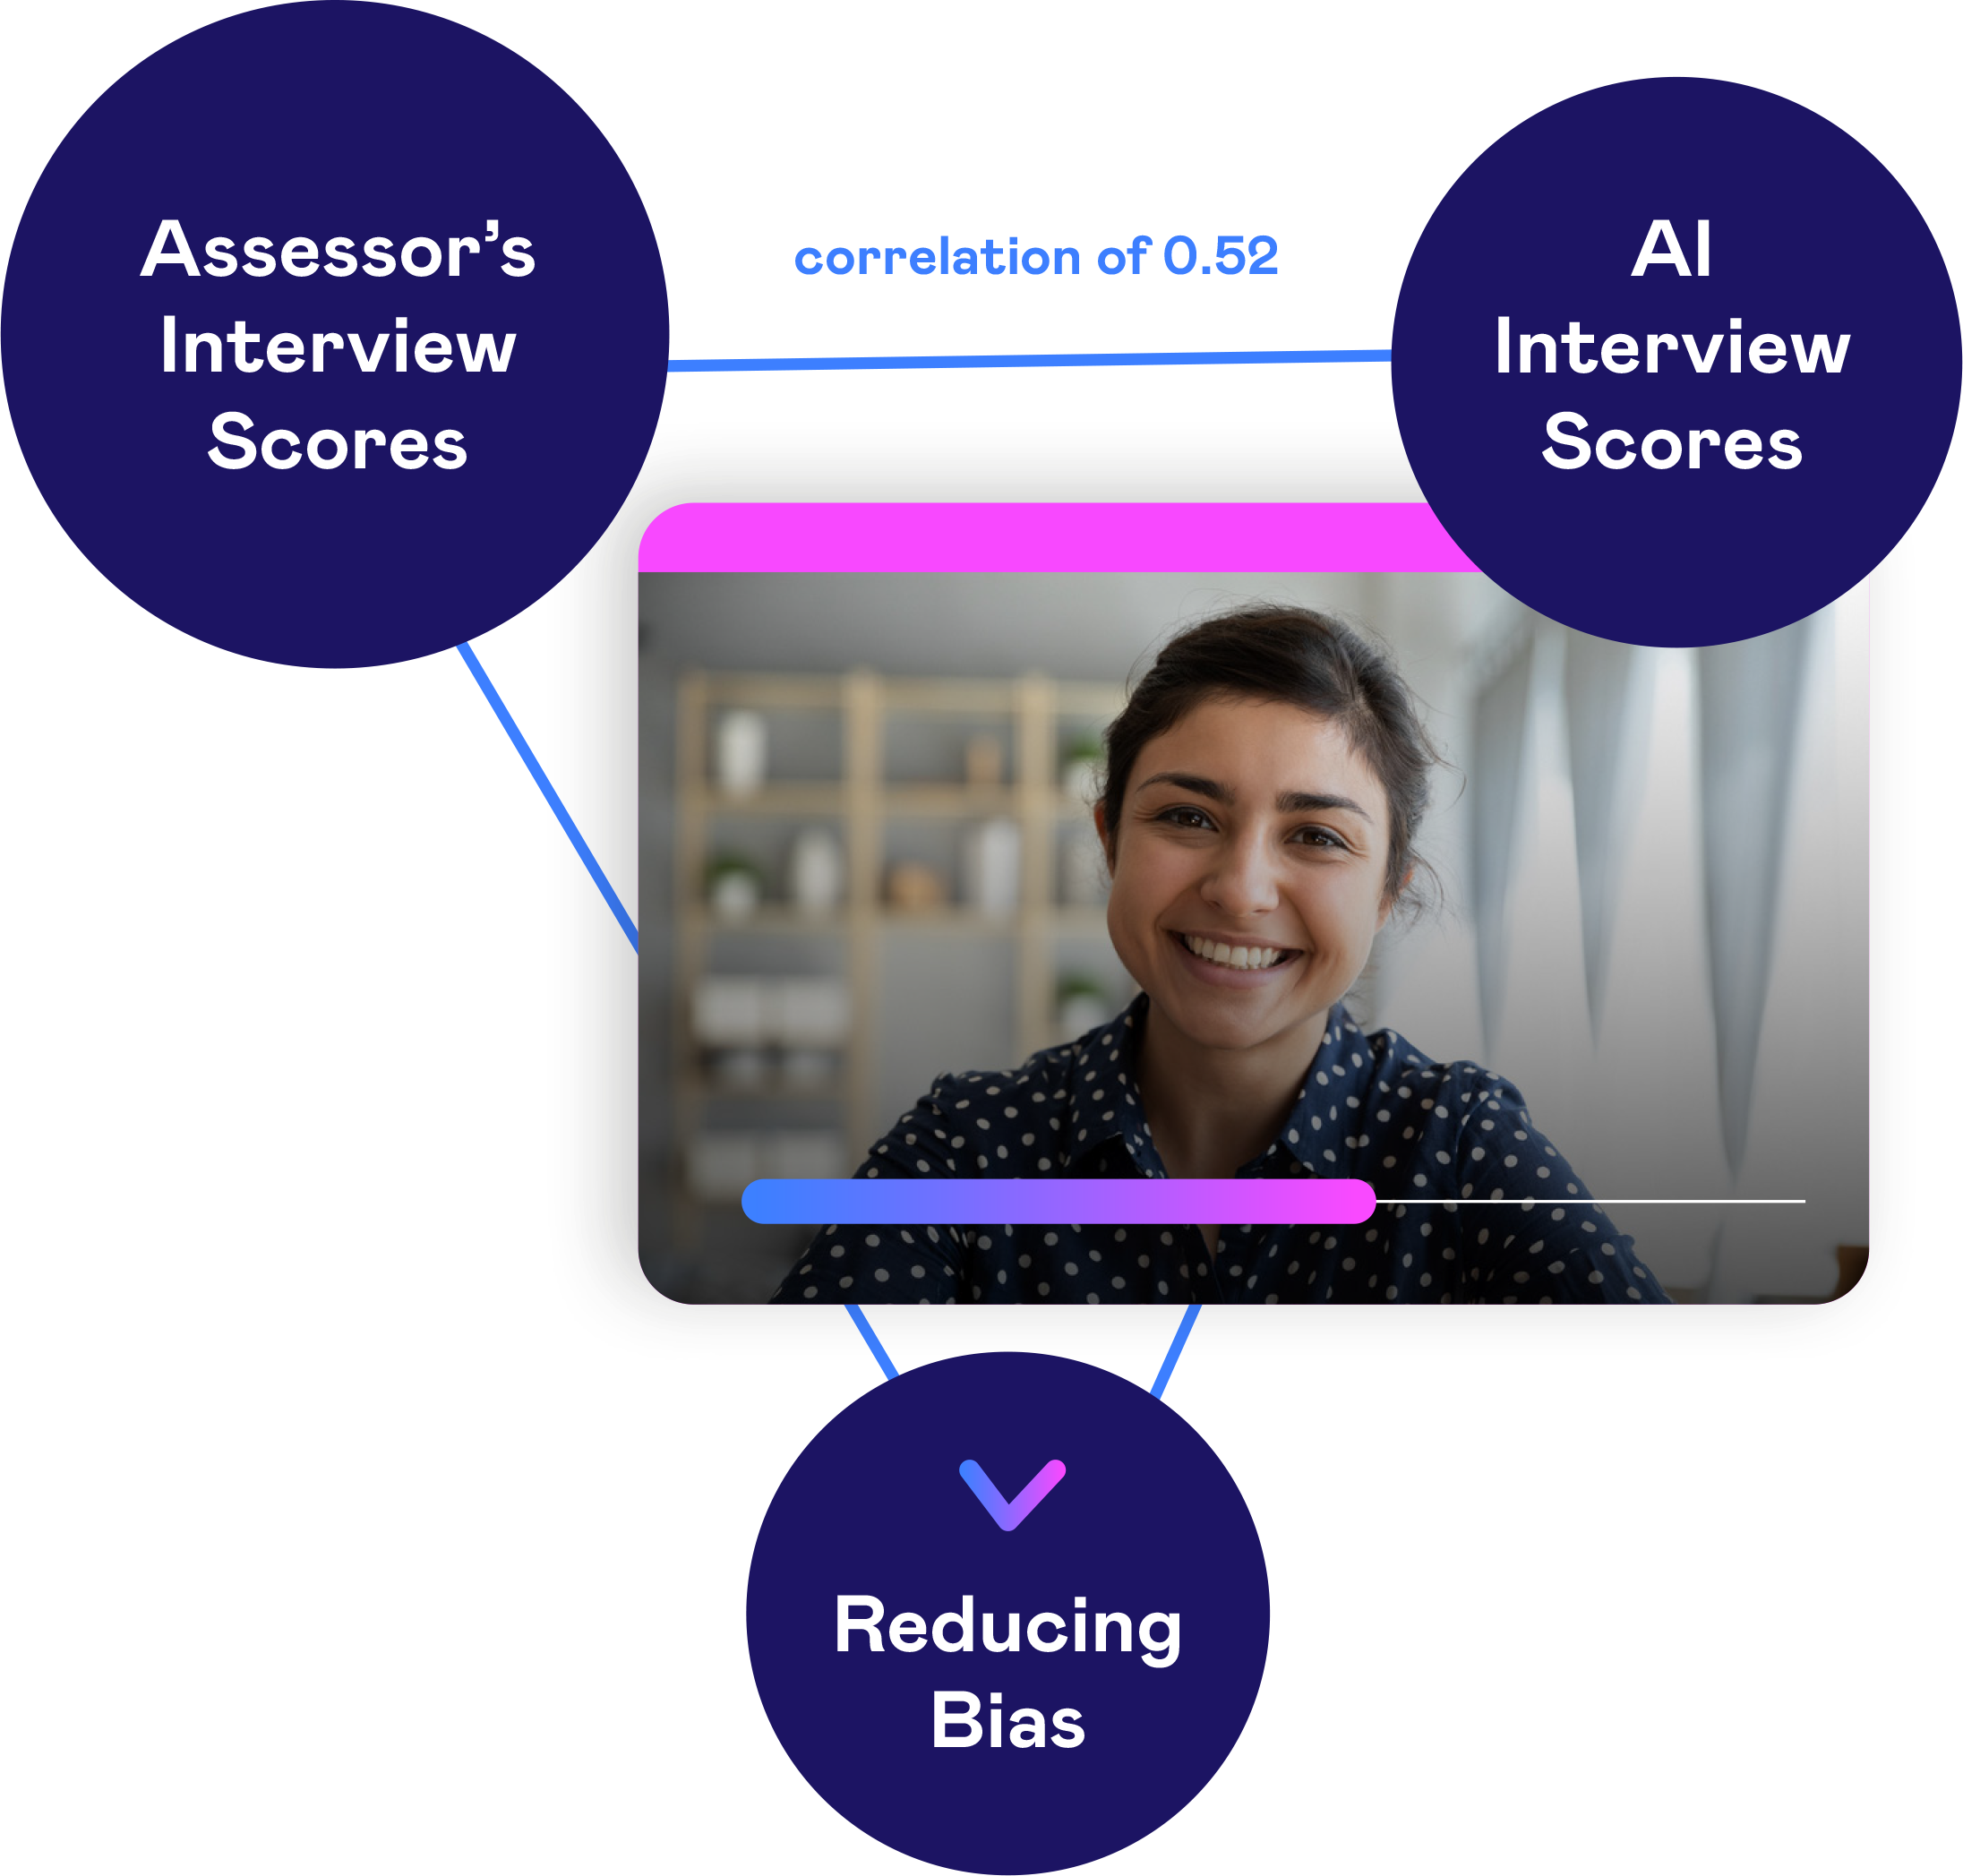 Assessor’s
Interview
Scores
correlation of 0.52
AI
Interview
Scores
Reducing
Bias